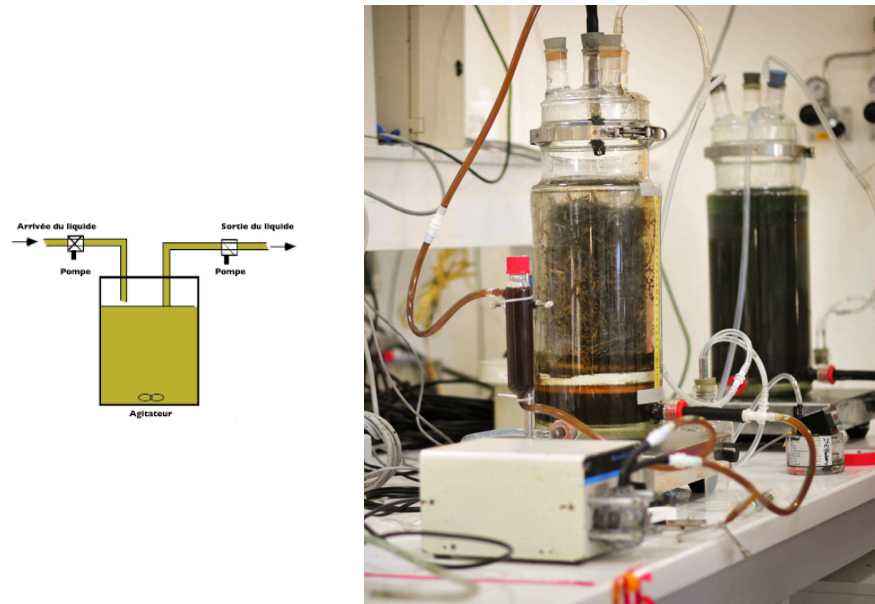 Arrivée du liquide
Sortie du liquide
Pompe
Pompe
Agitateur